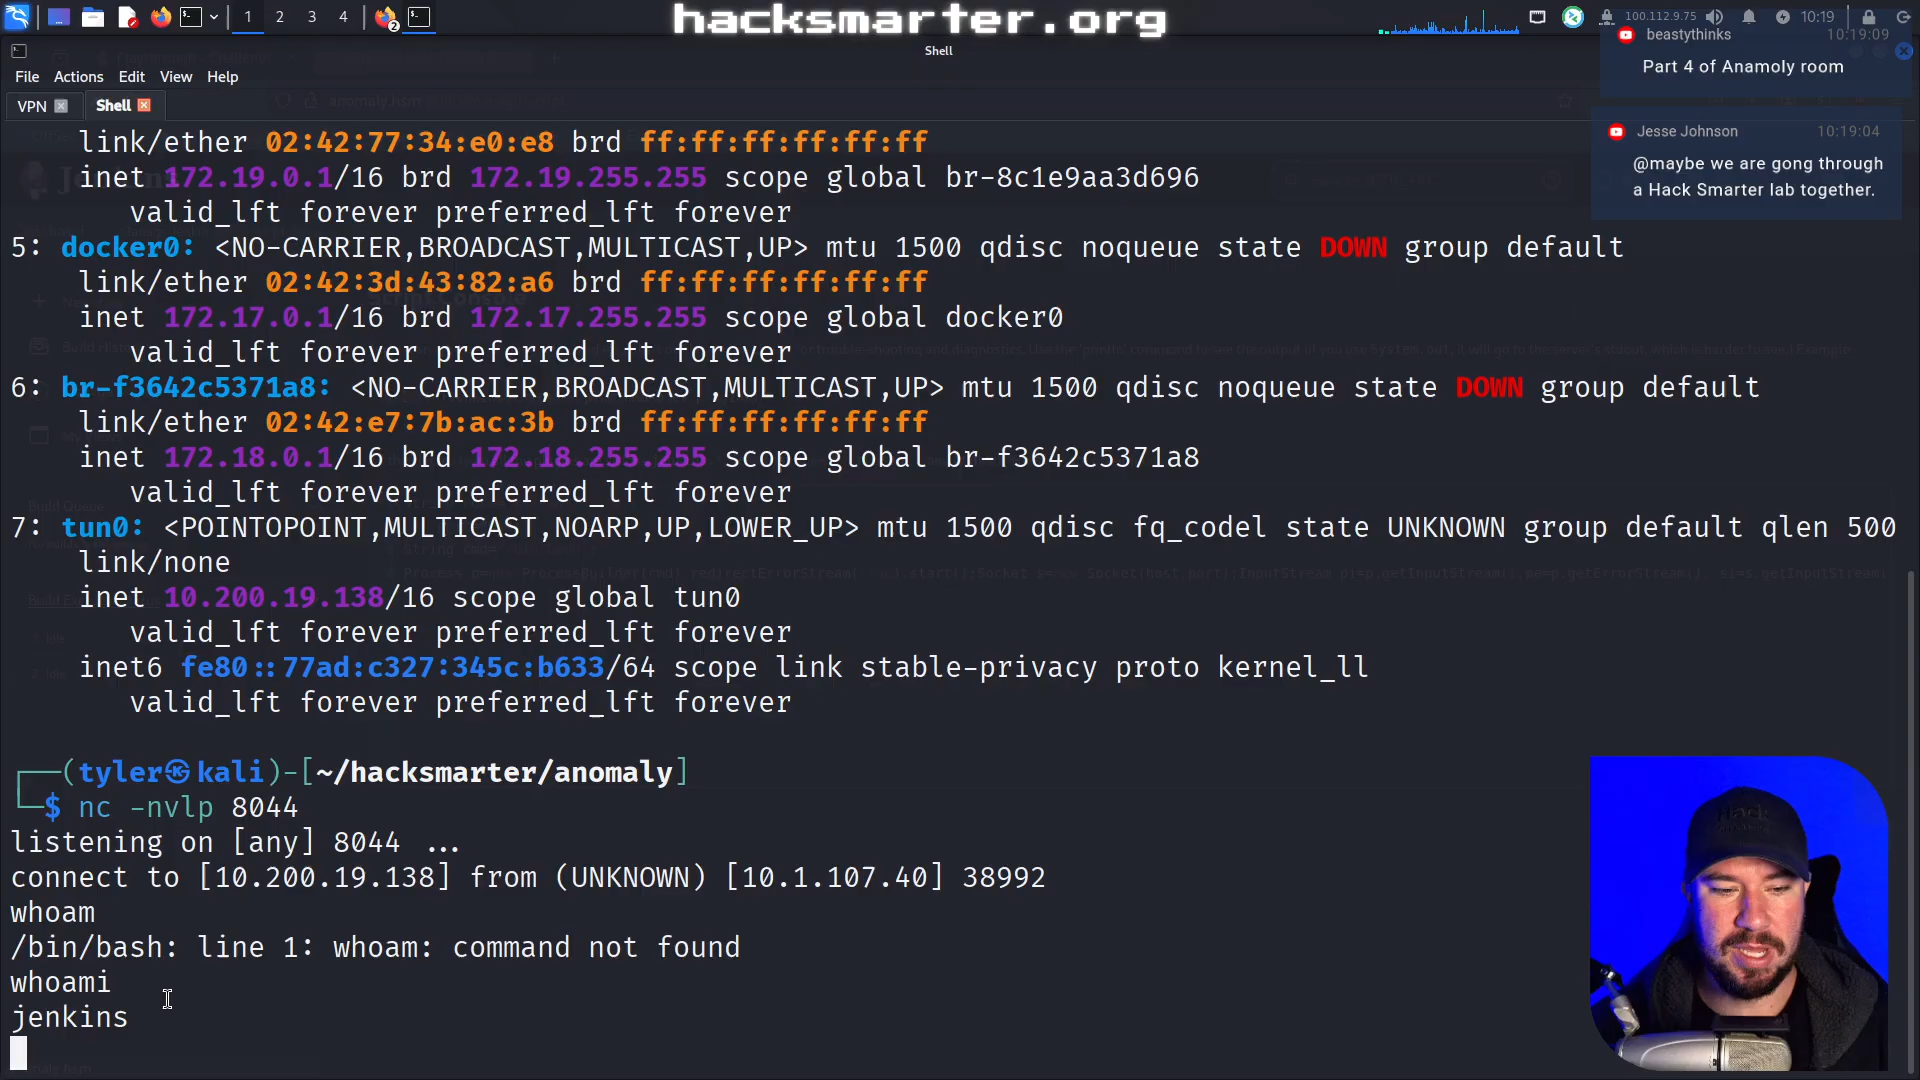 1 2 3 4
2
hacksmarter.org
100.112.9.75
10:19
Shell
File Actions Edit View Help
VPN
Shell
beastythinks 10:19:09
Part 4 of Anamoly room
Jesse Johnson 10:19:04
@maybe we are gong through
a Hack Smarter lab together.
link/ether 02:42:77:34:e0:e8 brd ff:ff:ff:ff:ff:ff
inet 172.19.0.1/16 brd 172.19.255.255 scope global br-8c1e9aa3d696
valid_lft forever preferred_lft forever
5: docker0: <NO-CARRIER,BROADCAST,MULTICAST,UP> mtu 1500 qdisc noqueue state DOWN group default
link/ether 02:42:3d:43:82:a6 brd ff:ff:ff:ff:ff:ff
inet 172.17.0.1/16 brd 172.17.255.255 scope global docker0
valid_lft forever preferred_lft forever
6: br-f3642c5371a8: <NO-CARRIER,BROADCAST,MULTICAST,UP> mtu 1500 qdisc noqueue state DOWN group default
link/ether 02:42:e7:7b:ac:3b brd ff:ff:ff:ff:ff:ff
inet 172.18.0.1/16 brd 172.18.255.255 scope global br-f3642c5371a8
valid_lft forever preferred_lft forever
7: tun0: <POINTOPOINT,MULTICAST,NOARP,UP,LOWER_UP> mtu 1500 qdisc fq_codel state UNKNOWN group default qlen 500
link/none
inet 10.200.19.138/16 scope global tun0
valid_lft forever preferred_lft forever
inet6 fe80::77ad:c327:345c:b633/64 scope link stable-privacy proto kernel_ll
valid_lft forever preferred_lft forever
┌──(tyler㉿kali)-[~/hacksmarter/anomaly]
└─$ nc -nvlp 8044
listening on [any] 8044 ...
connect to [10.200.19.138] from (UNKNOWN) [10.1.107.40] 38992
whoam
/bin/bash: line 1: whoam: command not found
whoami
jenkins